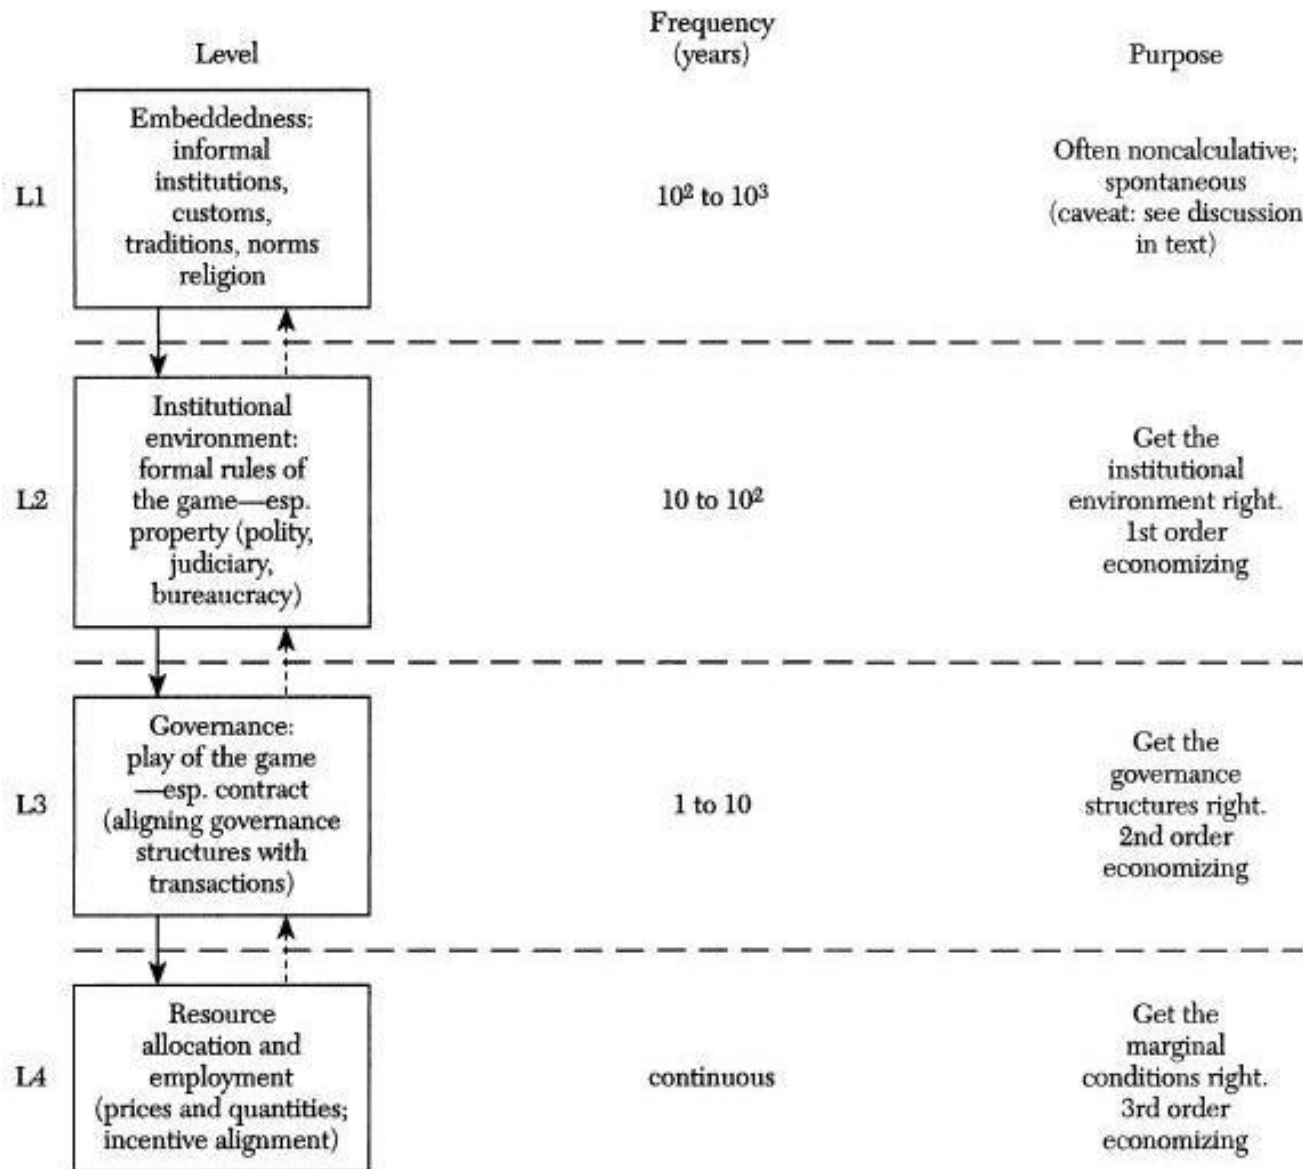 Level
Frequency
(years)
Purpose
L1
Embeddedness:
informal
institutions,
customs,
traditions, norms
religion
10² to 10³
Often noncalculative;
spontaneous
(caveat: see discussion
in text)
L2
Institutional
environment:
formal rules of
the game—esp.
property (polity,
judiciary,
bureaucracy)
10 to 10²
Get the
institutional
environment right.
1st order
economizing
L3
Governance:
play of the game
—esp. contract
(aligning governance
structures with
transactions)
1 to 10
Get the
governance
structures right.
2nd order
economizing
L4
Resource
allocation and
employment
(prices and quantities;
incentive alignment)
continuous
Get the
marginal
conditions right.
3rd order
economizing